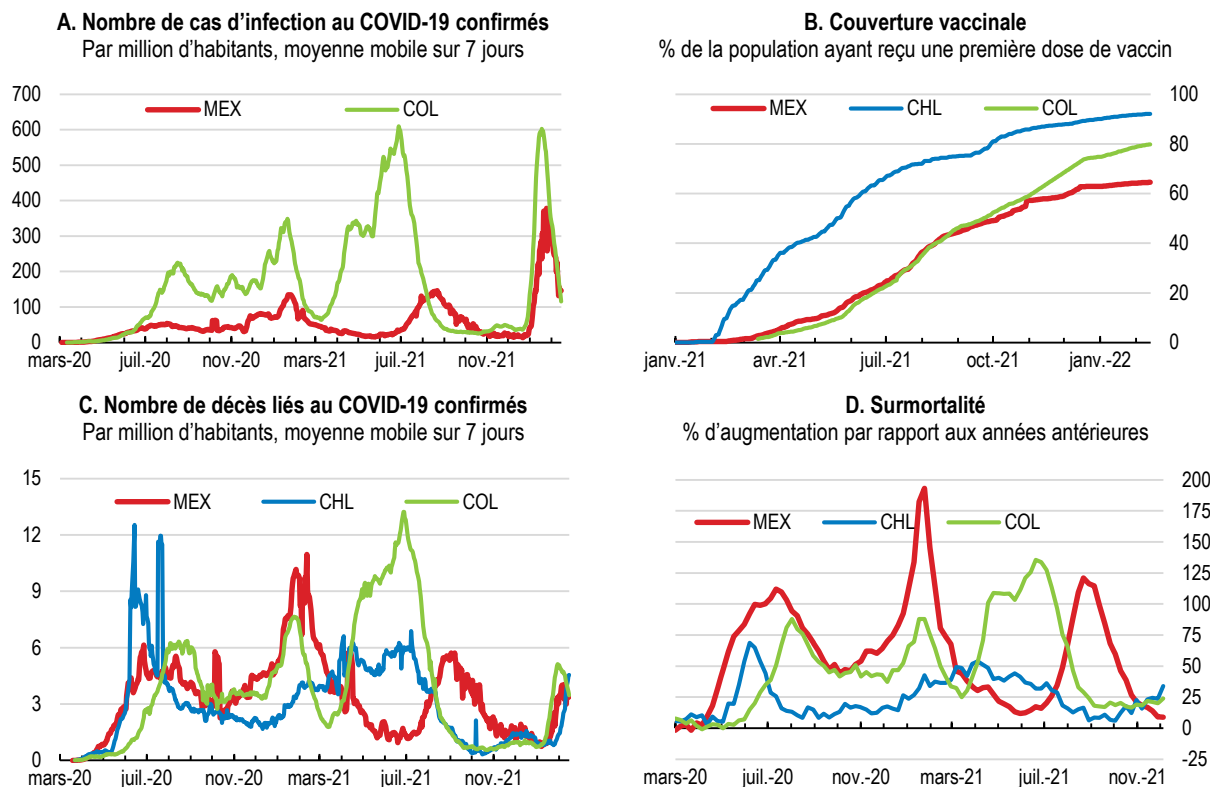 A. Nombre de cas d'infection au COVID-19 confirmés
Par million d'habitants, moyenne mobile sur 7 jours
MEX COL
700
600
500
400
300
200
100
0
mars-20 juil.-20 nov.-20 mars-21 juil.-21 nov.-21
B. Couverture vaccinale
% de la population ayant reçu une première dose de vaccin
MEX CHL COL
100
80
60
40
20
0
janv.-21 avr.-21 juil.-21 oct.-21 janv.-22
C. Nombre de décès liés au COVID-19 confirmés
Par million d'habitants, moyenne mobile sur 7 jours
MEX CHL COL
15
12
9
6
3
0
mars-20 juil.-20 nov.-20 mars-21 juil.-21 nov.-21
D. Surmortalité
% d'augmentation par rapport aux années antérieures
MEX CHL COL
200
175
150
125
100
75
50
25
0
-25
mars-20 juil.-20 nov.-20 mars-21 juil.-21 nov.-21